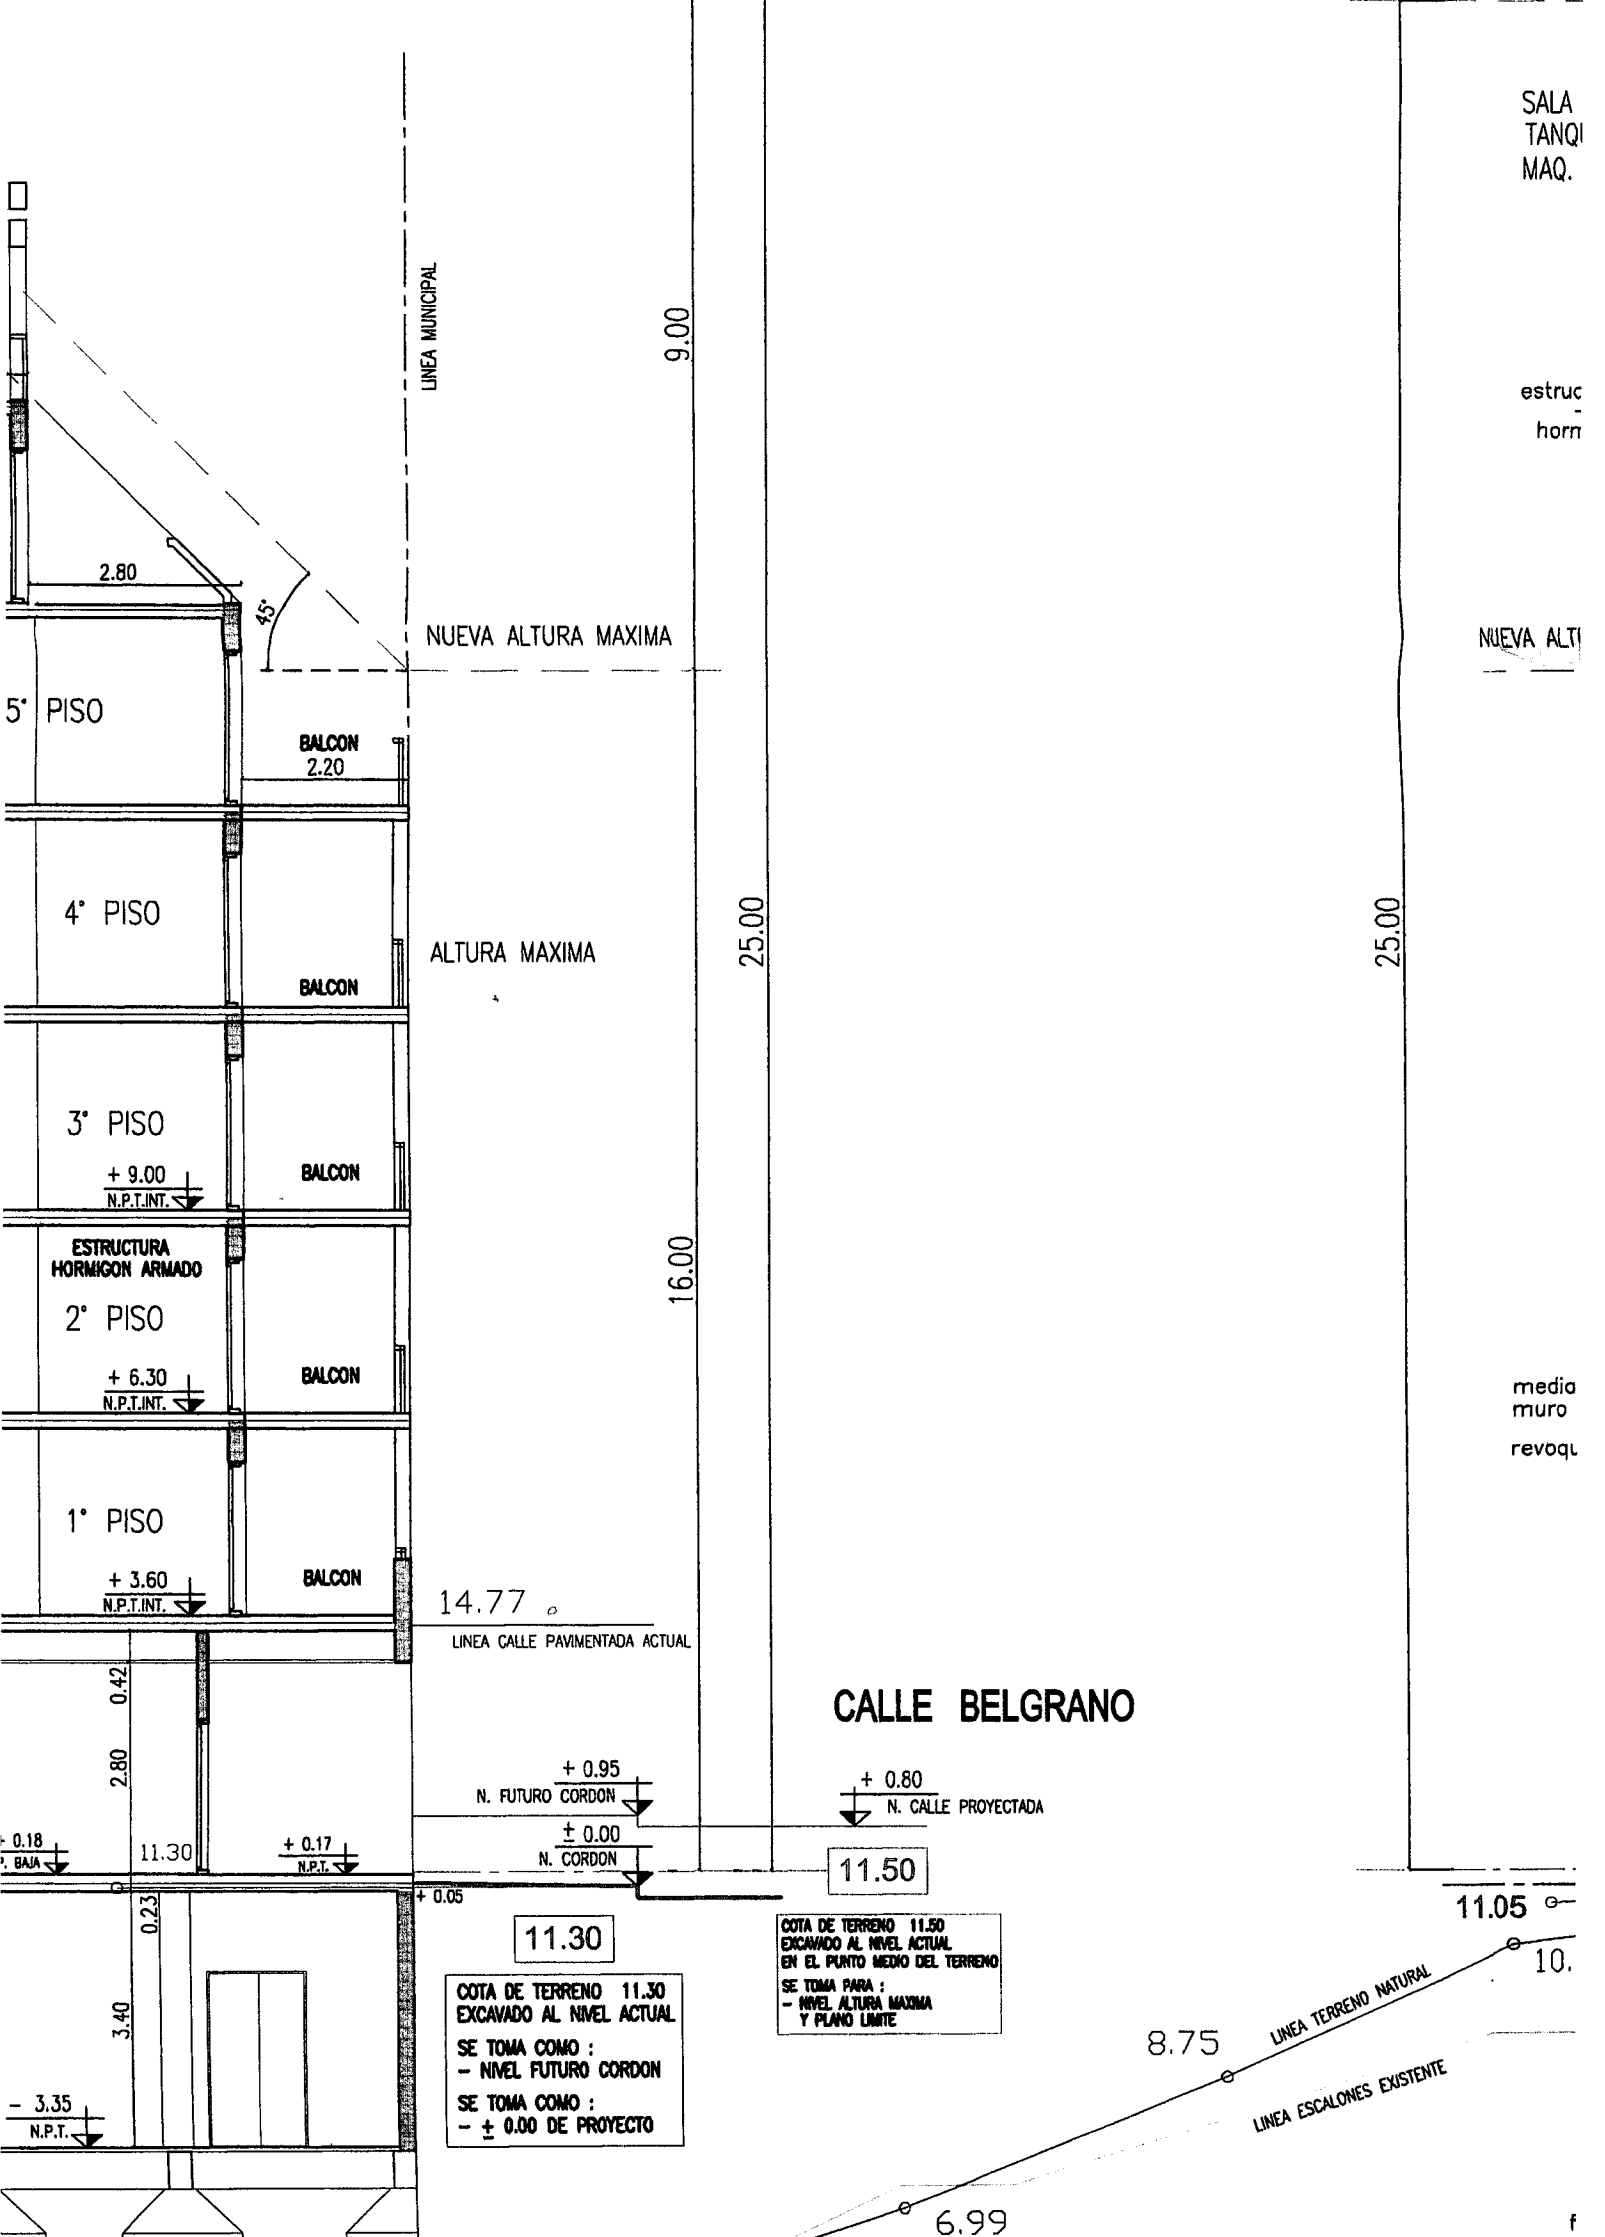 SALA
TANQ
MAQ.
LINEA MUNICIPAL
9.00
estruc
-
horm
2.80
45°
NUEVA ALTURA MAXIMA
NUEVA ALT
5° PISO
BALCON
2.20
4° PISO
ALTURA MAXIMA
25.00
25.00
BALCON
3° PISO
+ 9.00
N.P.T.INT.
BALCON
ESTRUCTURA
HORMIGON ARMADO
16.00
2° PISO
+ 6.30
N.P.T.INT.
BALCON
media
muro
revoqu
1° PISO
+ 3.60
N.P.T.INT.
BALCON
14.77
LINEA CALLE PAVIMENTADA ACTUAL
0.42
CALLE BELGRANO
2.80
+ 0.95
N. FUTURO CORDON
+ 0.80
N. CALLE PROYECTADA
± 0.00
N. CORDON
+ 0.18
P. BAJA
11.30
+ 0.17
N.P.T.
11.50
+ 0.05
0.23
11.30
11.05
COTA DE TERRENO 11.50
EXCAVADO AL NIVEL ACTUAL
EN EL PUNTO MEDIO DEL TERRENO
SE TOMA PARA :
- NIVEL ALTURA MAXIMA
Y PLANO LIMITE
10.
COTA DE TERRENO 11.30
EXCAVADO AL NIVEL ACTUAL
SE TOMA COMO :
- NIVEL FUTURO CORDON
SE TOMA COMO :
- ± 0.00 DE PROYECTO
3.40
LINEA TERRENO NATURAL
8.75
LINEA ESCALONES EXISTENTE
- 3.35
N.P.T.
6.99
f